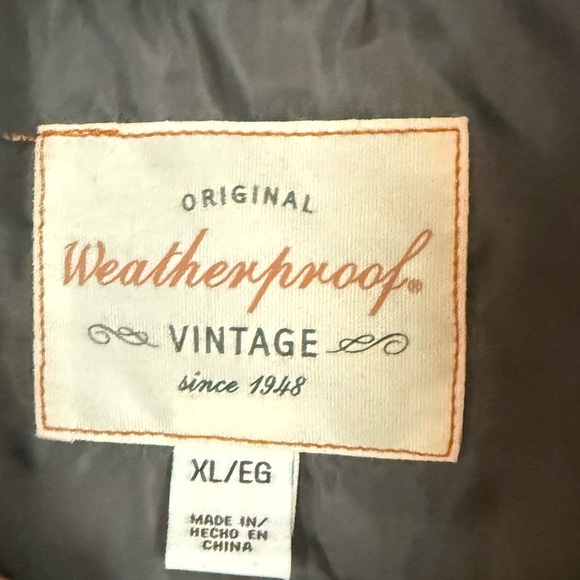 ORIGINAL
Weatherproof®
VINTAGE
since 1948
XL/EG
MADE IN/
HECHO EN
CHINA